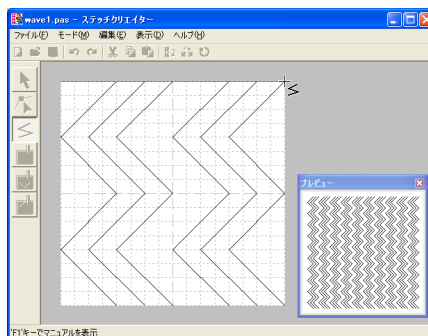 wave1.pas - ステッチクリエイター
ファイル(F) モード(M) 編集(E) 表示(D) ヘルプ(H)
プレビュー
'F1'キーでマニュアルを表示